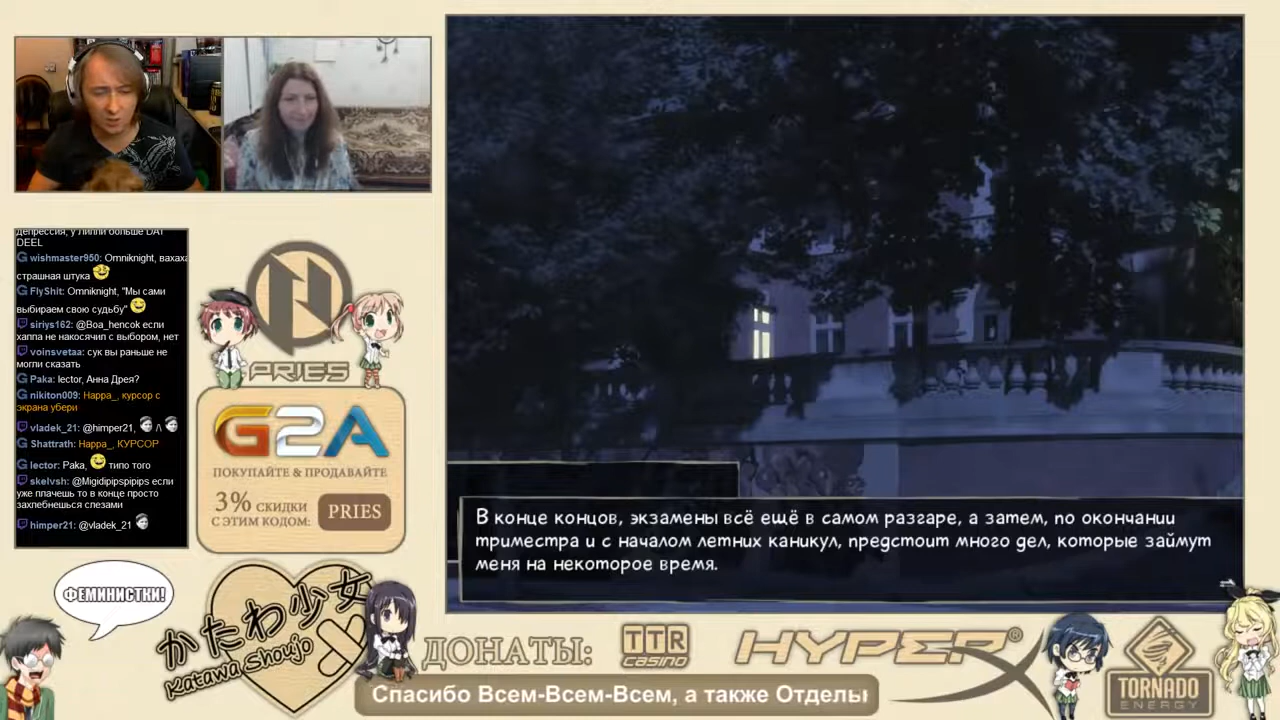 депрессия, у Лилли больше DAT
DEEL
wishmaster950: Omniknight, вахаха
страшная штука
FlyShit: Omniknight, "Мы сами
выбираем свою судьбу"
siriys162: @Boa_hencok если
хаппа не накосячил с выбором, нет
voinsvetaa: сук вы раньше не
могли сказать
Paka: lector, Анна Дрея?
nikiton009: Happa_, курсор с
экрана убери
vladek_21: @himper21, /\
Shattrath: Happa_, КУРСОР
lector: Paka, типо того
skelvsh: @Migidipipspipips если
уже плачешь то в конце просто
захлебнешься слезами
himper21: @vladek_21
PRIES
G2A
ПОКУПАЙТЕ & ПРОДАВАЙТЕ
3% СКИДКИ
С ЭТИМ КОДОМ:
PRIES
В конце концов, экзамены всё ещё в самом разгаре, а затем, по окончании
триместра и с началом летних каникул, предстоит много дел, которые займут
меня на некоторое время.
ФЕМИНИСТКИ!
かたわ少女
Katawa Shoujo
ДОНАТЫ:
TTR
CASINO
HYPERX®
TORNADO
ENERGY
Спасибо Всем-Всем-Всем, а также Отдельн